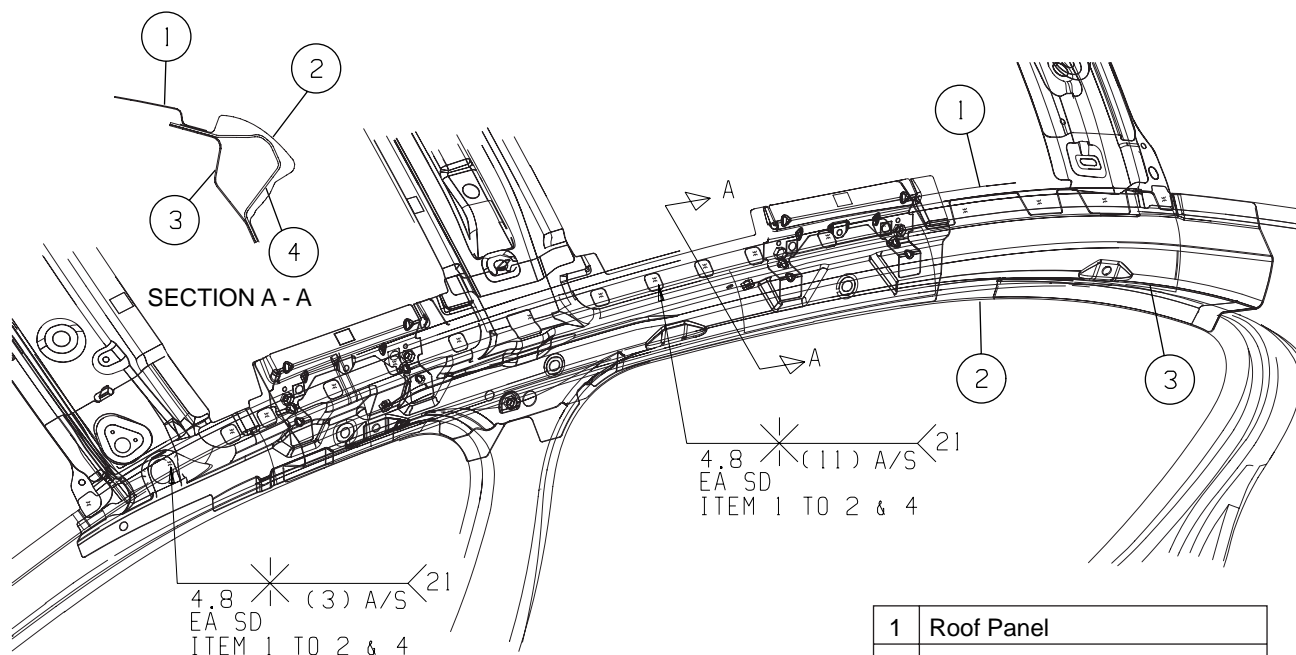 1
2
3
4
SECTION A - A
1
A
A
2
3
21
4.8 (11) A/S
EA SD
ITEM 1 TO 2 & 4
21
4.8 (3) A/S
EA SD
ITEM 1 TO 2 & 4
1 Roof Panel